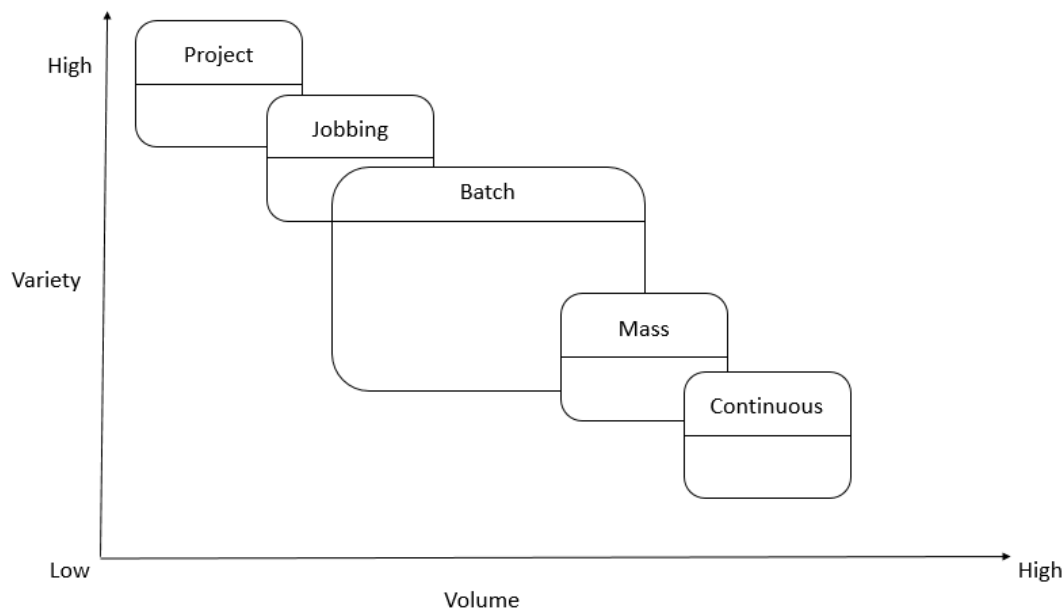 Project
High
Jobbing
Batch
Variety
Mass
Continuous
Low
High
Volume